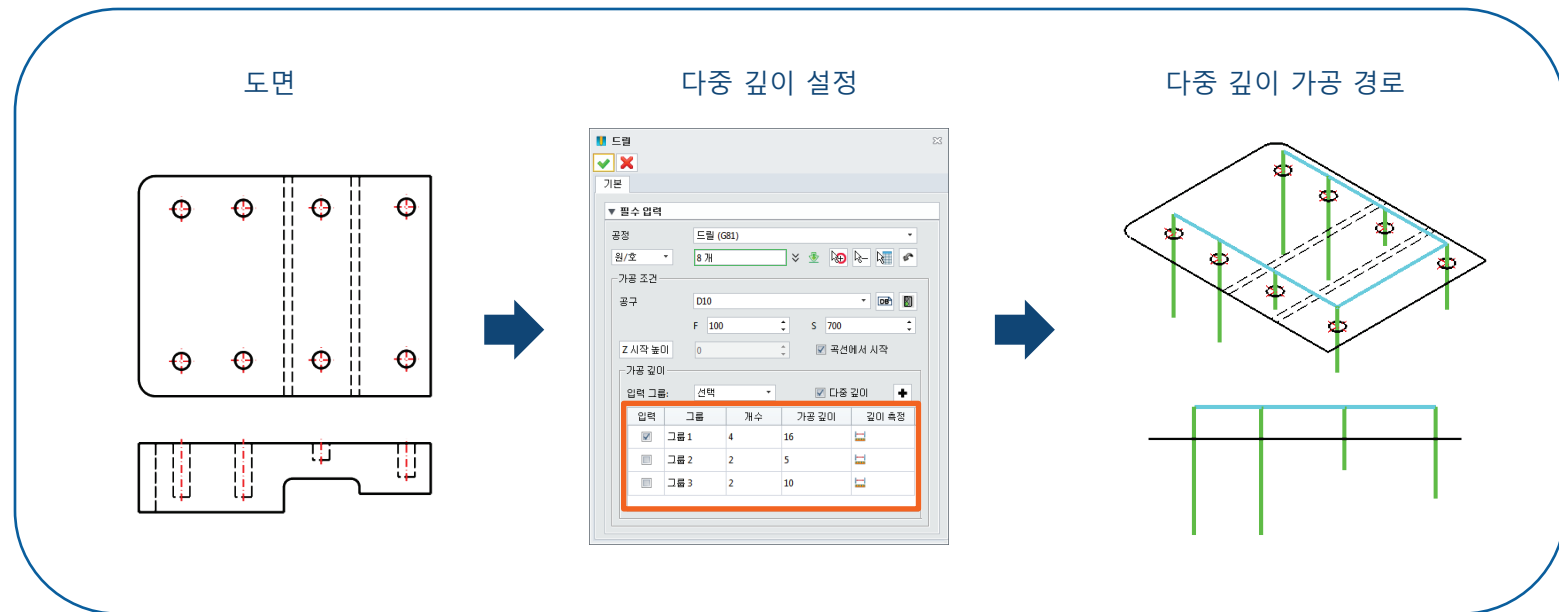 도면
다중 깊이 설정
다중 깊이 가공 경로
드릴
기본
▼ 필수 입력
공정 드릴 (G81)
원/호 8 개
가공 조건
공구 D10 DB
F 100 S 700
Z 시작 높이 0 곡선에서 시작
가공 깊이
입력 그룹: 선택 다중 깊이
입력 그룹 개수 가공 깊이 깊이 측정
그룹 1 4 16
그룹 2 2 5
그룹 3 2 10